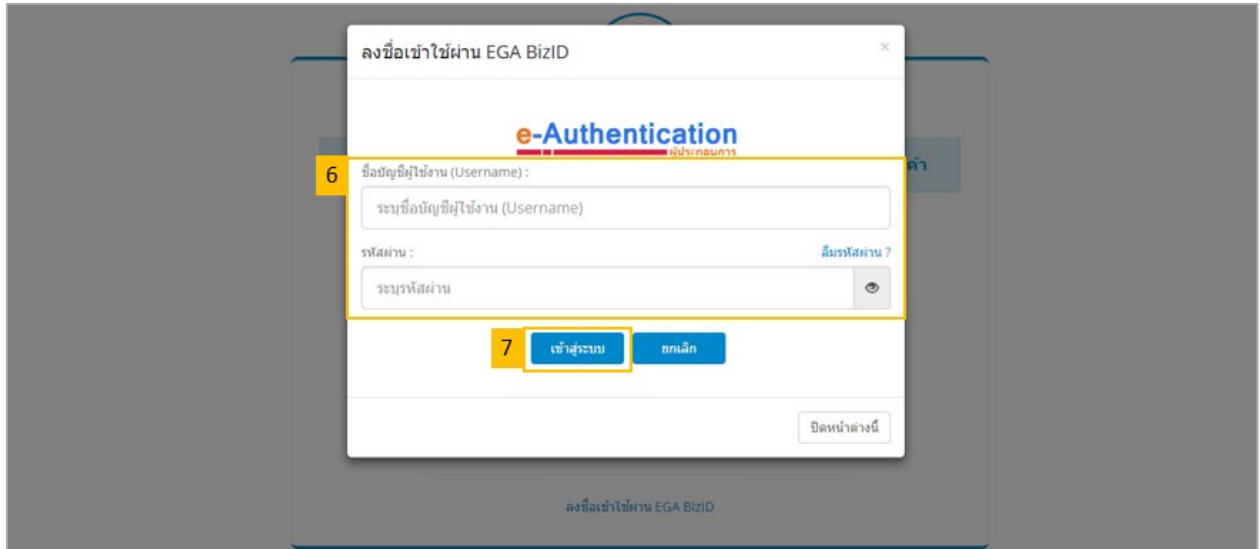 ลงชื่อเข้าใช้ผ่าน EGA BizID
×
e-Authentication
ผู้ประกอบการ
6
ชื่อบัญชีผู้ใช้งาน (Username) :
ระบุชื่อบัญชีผู้ใช้งาน (Username)
รหัสผ่าน : ลืมรหัสผ่าน ?
ระบุรหัสผ่าน
7 เข้าสู่ระบบ ยกเลิก
ปิดหน้าต่างนี้
ลงชื่อเข้าใช้ผ่าน EGA BizID